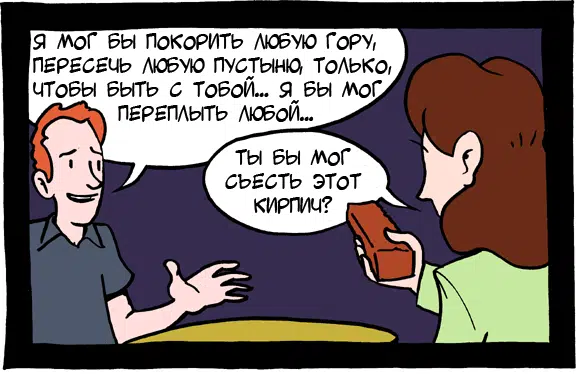 Я МОГ БЫ ПОКОРИТЬ ЛЮБУЮ ГОРУ,
ПЕРЕСЕЧЬ ЛЮБУЮ ПУСТЫНЮ, ТОЛЬКО,
ЧТОБЫ БЫТЬ С ТОБОЙ... Я БЫ МОГ
ПЕРЕПЛЫТЬ ЛЮБОЙ...
ТЫ БЫ МОГ
СЪЕСТЬ ЭТОТ
КИРПИЧ?